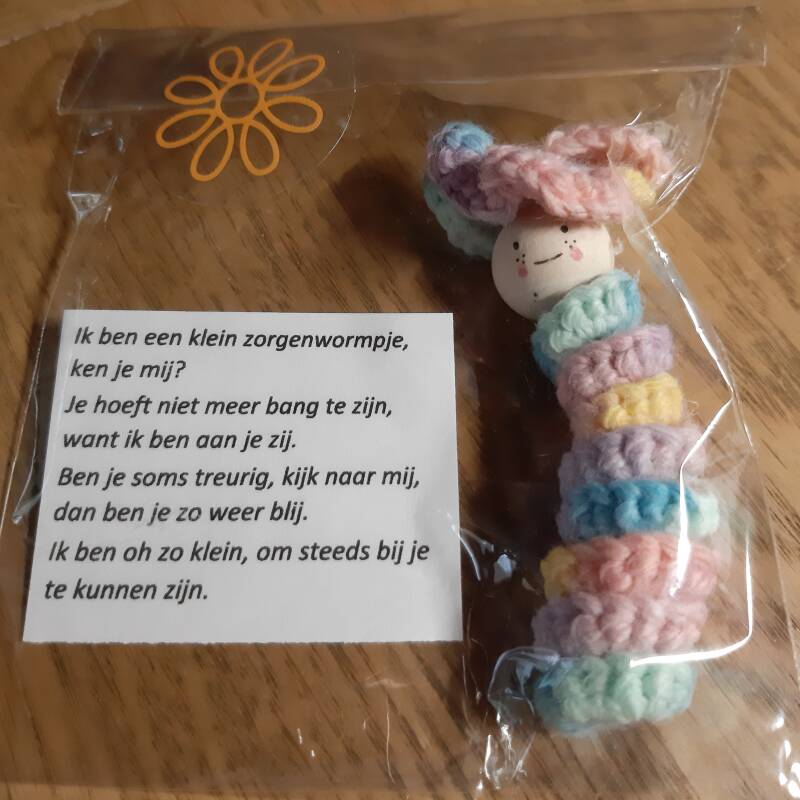 Ik ben een klein zorgenwormpje,
ken je mij?
Je hoeft niet meer bang te zijn,
want ik ben aan je zij.
Ben je soms treurig, kijk naar mij,
dan ben je zo weer blij.
Ik ben oh zo klein, om steeds bij je
te kunnen zijn.